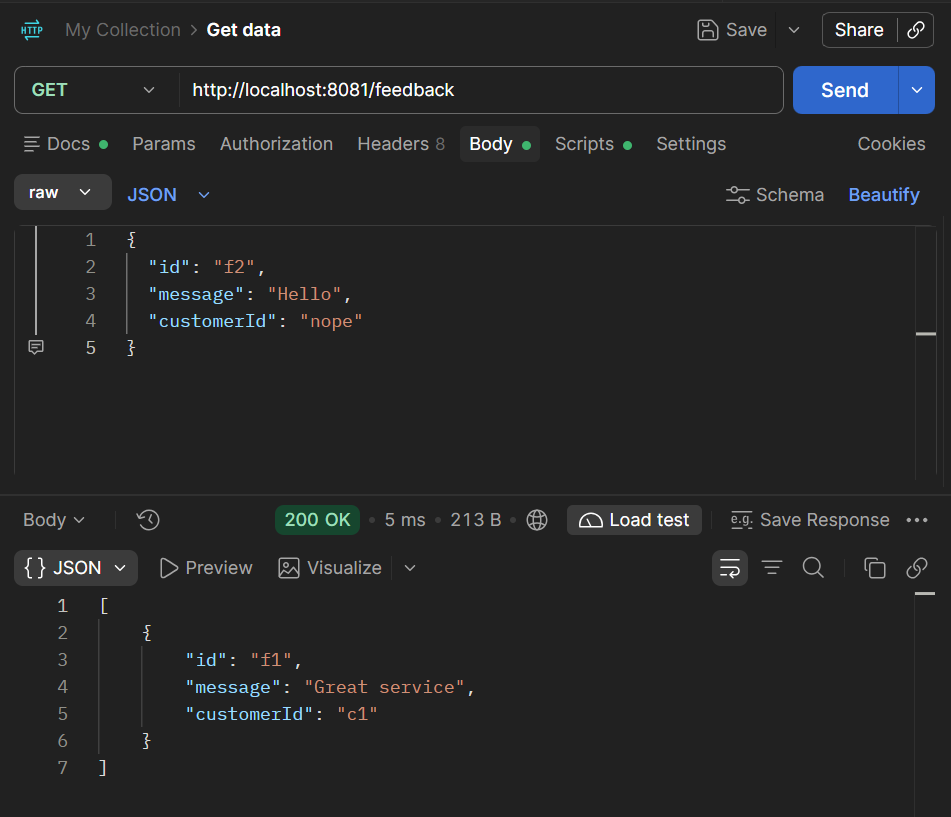 HTTP My Collection > Get data Save Share
GET http://localhost:8081/feedback Send
Docs Params Authorization Headers 8 Body Scripts Settings Cookies
raw JSON Schema Beautify
1 {
2 "id": "f2",
3 "message": "Hello",
4 "customerId": "nope"
5 }
Body 200 OK • 5 ms • 213 B • Load test e.g. Save Response
{ } JSON Preview Visualize
1 [
2 {
3 "id": "f1",
4 "message": "Great service",
5 "customerId": "c1"
6 }
7 ]